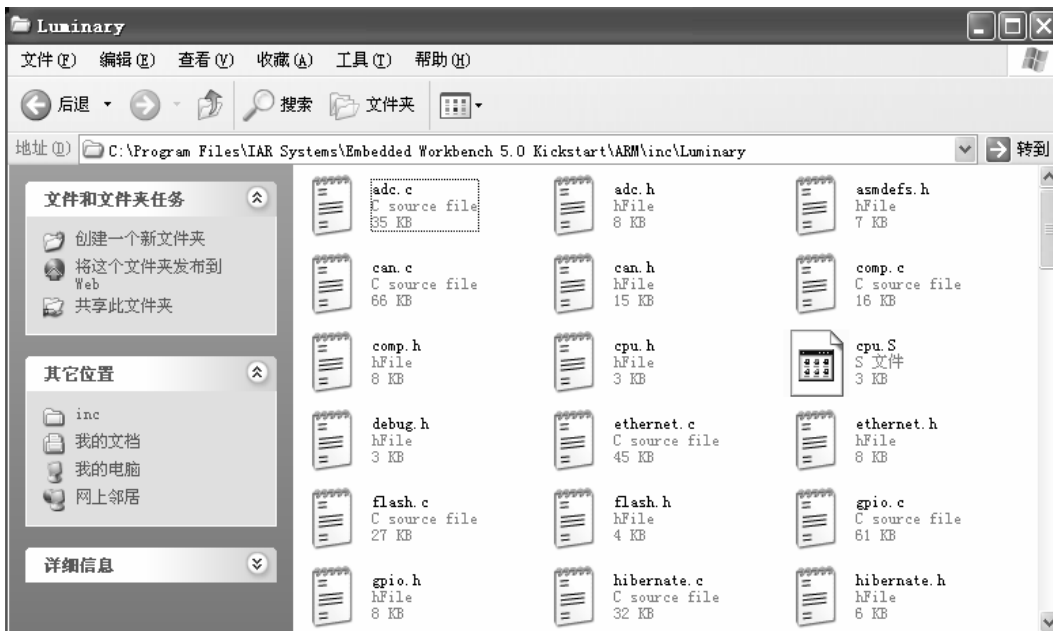 Luminary
文件(F) 编辑(E) 查看(V) 收藏(A) 工具(T) 帮助(H)
后退 搜索 文件夹
地址(D) C:\Program Files\IAR Systems\Embedded Workbench 5.0 Kickstart\ARM\inc\Luminary 转到
文件和文件夹任务
创建一个新文件夹
将这个文件夹发布到
Web
共享此文件夹
其它位置
inc
我的文档
我的电脑
网上邻居
详细信息
adc.c
C source file
35 KB
adc.h
hFile
8 KB
asmdefs.h
hFile
7 KB
can.c
C source file
66 KB
can.h
hFile
15 KB
comp.c
C source file
16 KB
comp.h
hFile
8 KB
cpu.h
hFile
3 KB
cpu.S
S 文件
3 KB
debug.h
hFile
3 KB
ethernet.c
C source file
45 KB
ethernet.h
hFile
8 KB
flash.c
C source file
27 KB
flash.h
hFile
4 KB
gpio.c
C source file
61 KB
gpio.h
hFile
8 KB
hibernate.c
C source file
32 KB
hibernate.h
hFile
6 KB